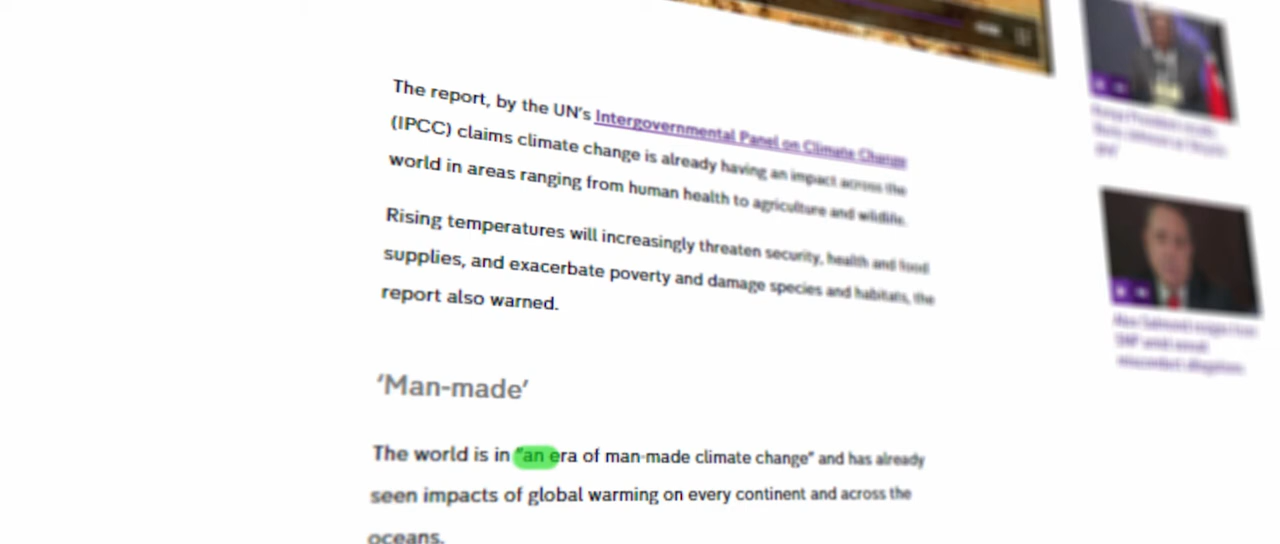 The report, by the UN's Intergovernmental Panel on Climate Change
(IPCC) claims climate change is already having an impact across the
world in areas ranging from human health to agriculture and wildlife.
Rising temperatures will increasingly threaten security, health and food
supplies, and exacerbate poverty and damage species and habitats, the
report also warned.
'Man-made'
The world is in "an era of man-made climate change" and has already
seen impacts of global warming on every continent and across the
oceans.